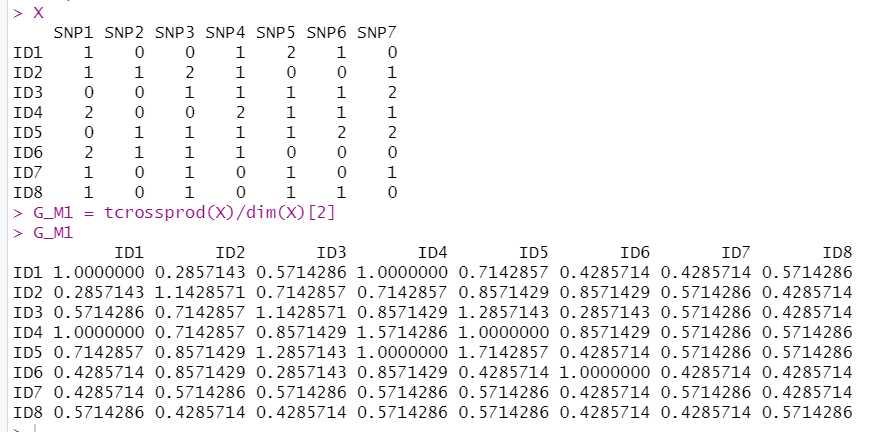 > X
     SNP1 SNP2 SNP3 SNP4 SNP5 SNP6 SNP7
ID1    1    0    0    1    2    1    0
ID2    1    1    2    1    0    0    1
ID3    0    0    1    1    1    1    2
ID4    2    0    0    2    1    1    1
ID5    0    1    1    1    1    2    2
ID6    2    1    1    1    0    0    0
ID7    1    0    1    0    1    0    1
ID8    1    0    1    0    1    1    0
> G_M1 = tcrossprod(X)/dim(X)[2]
> G_M1
          ID1       ID2       ID3       ID4       ID5       ID6       ID7       ID8
ID1 1.0000000 0.2857143 0.5714286 1.0000000 0.7142857 0.4285714 0.4285714 0.5714286
ID2 0.2857143 1.1428571 0.7142857 0.7142857 0.8571429 0.8571429 0.5714286 0.4285714
ID3 0.5714286 0.7142857 1.1428571 0.8571429 1.2857143 0.2857143 0.5714286 0.4285714
ID4 1.0000000 0.7142857 0.8571429 1.5714286 1.0000000 0.8571429 0.5714286 0.5714286
ID5 0.7142857 0.8571429 1.2857143 1.0000000 1.7142857 0.4285714 0.5714286 0.5714286
ID6 0.4285714 0.8571429 0.2857143 0.8571429 0.4285714 1.0000000 0.4285714 0.4285714
ID7 0.4285714 0.5714286 0.5714286 0.5714286 0.5714286 0.4285714 0.5714286 0.4285714
ID8 0.5714286 0.4285714 0.4285714 0.5714286 0.5714286 0.4285714 0.4285714 0.5714286
>